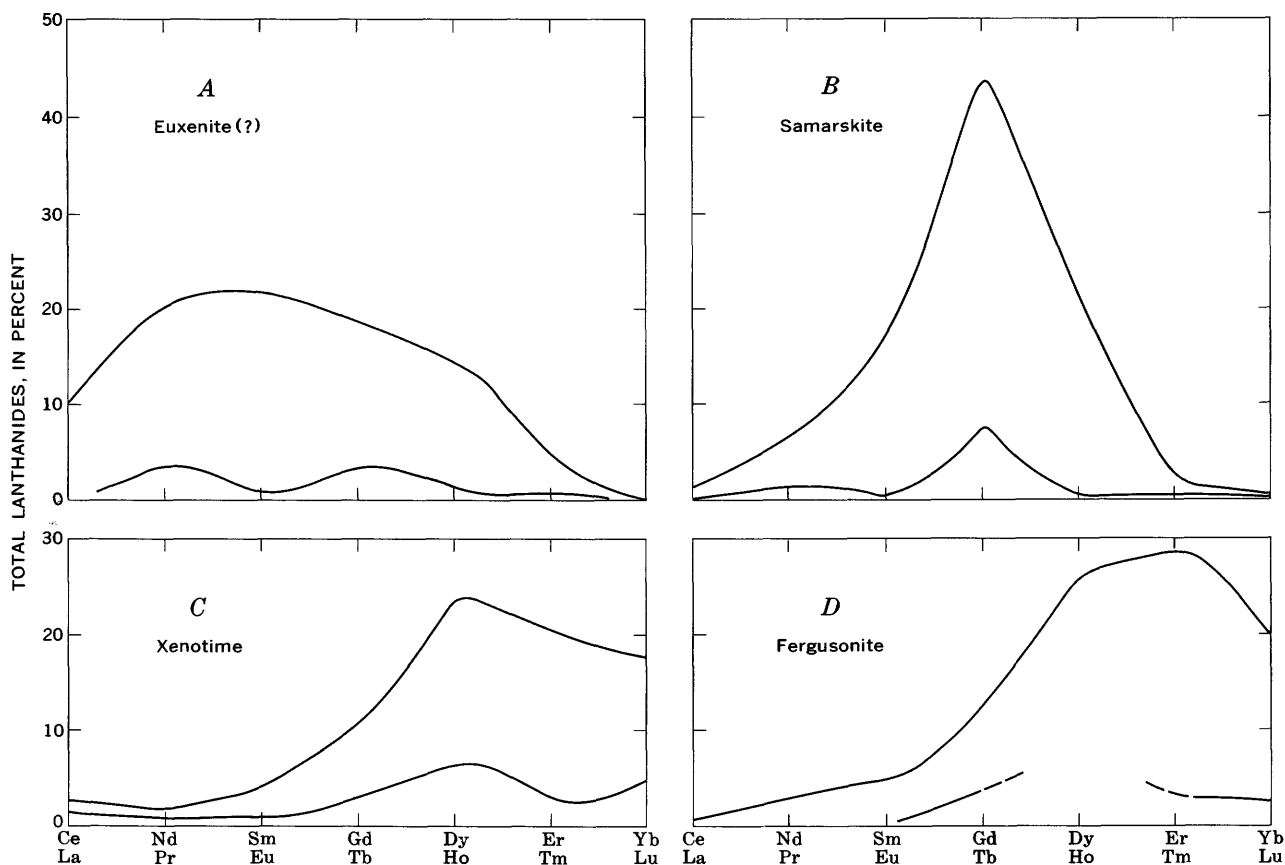 TOTAL LANTHANIDES, IN PERCENT
50
40
30
20
10
0
A
Euxenite (?)
B
Samarskite
30
20
10
0
C
Xenotime
D
Fergusonite
Ce Nd Sm Gd Dy Er Yb
La Pr Eu Tb Ho Tm Lu
Ce Nd Sm Gd Dy Er Yb
La Pr Eu Tb Ho Tm Lu